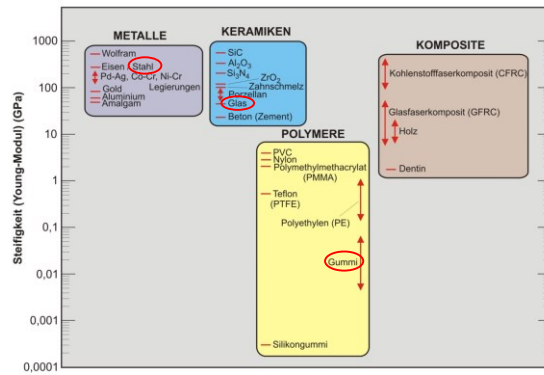 METALLE
KERAMIKEN
KOMPOSITE
POLYMERE
Steifigkeit (Young-Modul) (GPa)
1000
100
10
1
0,1
0,01
0,001
0,0001
Wolfram
Eisen Stahl
Pd-Ag, Co-Cr, Ni-Cr
Legierungen
Gold
Aluminium
Amalgam
SiC
Al₂O₃
Si₃N₄
ZrO₂
Zahnschmelz
Porzellan
Glas
Beton (Zement)
Kohlenstofffaserkomposit (CFRC)
Glasfaserkomposit (GFRC)
Holz
Dentin
PVC
Nylon
Polymethylmethacrylat
(PMMA)
Teflon
(PTFE)
Polyethylen (PE)
Gummi
Silikongummi